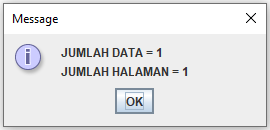 Message
JUMLAH DATA = 1
JUMLAH HALAMAN = 1
OK